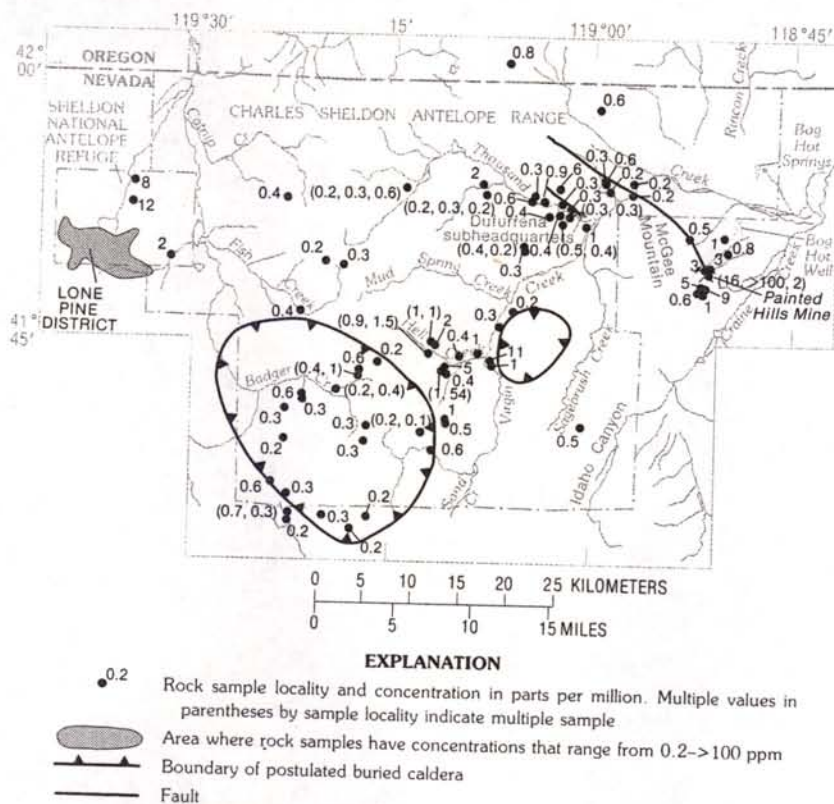 119°30' 15' 119°00' 118°45'
42°
00'
OREGON
NEVADA
0.8
0.6
Rincon Creek
SHELDON
NATIONAL
ANTELOPE
REFUGE
CHARLES SHELDON ANTELOPE RANGE
Catnip
Cr
Thousand
Creek
Bog
Hot
Springs
8
12
2
0.4
(0.2, 0.3, 0.6)
2
0.6
(0.2, 0.3, 0.2)
0.3
0.9
6
0.3
0.3
0.6
0.2
0.2
0.2
0.4
(0.3, 0.3)
Dufurrena
subheadquarters
1
(0.4, 0.2)
0.4
(0.5, 0.4)
0.3
LONE
PINE
DISTRICT
Fish
Creek
0.2
0.3
Mud Spring Creek
Creek
McGee
Mountain
0.5
1
0.8
Bog
Hot
Well
3
3
(16, >100, 2)
5
0.6
9
1
Painted
Hills Mine
Craine Creek
41°
45'
0.4
(0.9, 1.5)
(1, 1)
2
Hell
0.4
1
0.3
0.2
11
1
5
0.4
(1, 54)
Virgin
Sagebrush Creek
Idaho Canyon
Badger
Cr
(0.4, 1)
0.6
0.2
(0.2, 0.4)
0.6
0.3
0.3
0.2
0.3
(0.2, 0.1)
0.3
1
0.5
0.6
0.5
Sand
Cr
0.6
0.3
(0.7, 0.3)
0.2
0.3
0.2
0.2
0 5 10 15 20 25 KILOMETERS
0 5 10 15 MILES
EXPLANATION
0.2
Rock sample locality and concentration in parts per million. Multiple values in
parentheses by sample locality indicate multiple sample
Area where rock samples have concentrations that range from 0.2->100 ppm
Boundary of postulated buried caldera
Fault